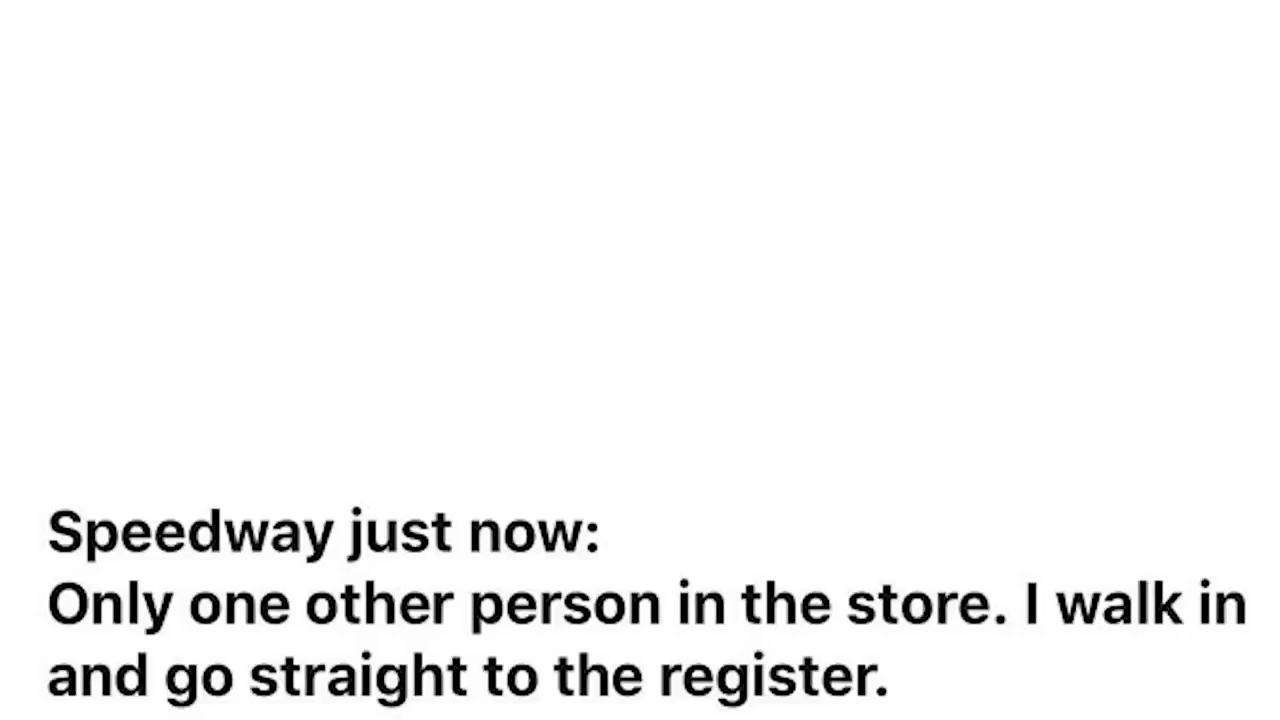 Speedway just now:
Only one other person in the store. I walk in
and go straight to the register.